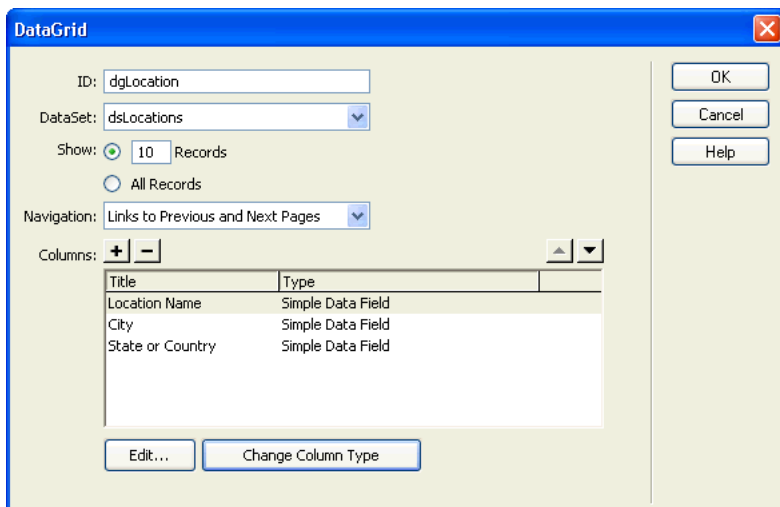 DataGrid
ID: dgLocation
OK
DataSet: dsLocations
Cancel
Show: 10 Records
Help
All Records
Navigation: Links to Previous and Next Pages
Columns: + −
Title Type
Location Name Simple Data Field
City Simple Data Field
State or Country Simple Data Field
Edit... Change Column Type